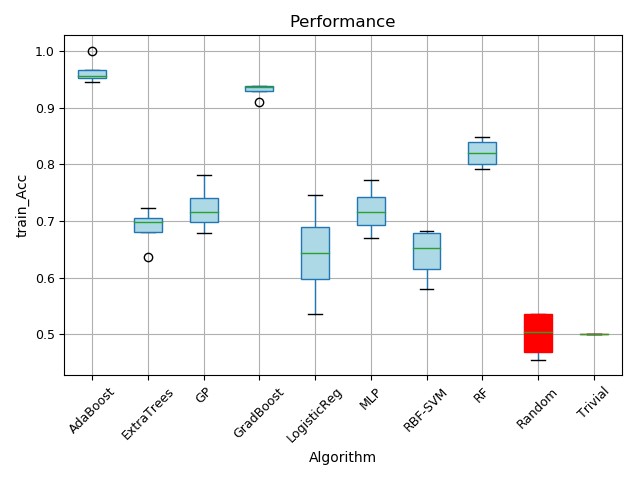 Performance
train_Acc
1.0
0.9
0.8
0.7
0.6
0.5
AdaBoost
ExtraTrees
GP
GradBoost
LogisticReg
MLP
RBF-SVM
RF
Random
Trivial
Algorithm